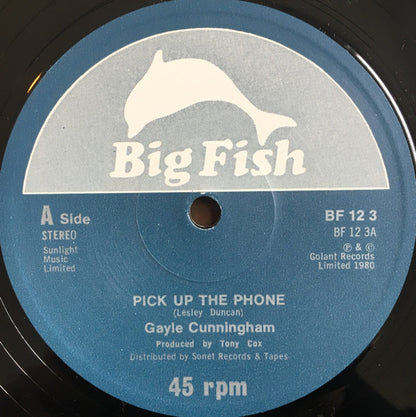 Big Fish
A Side
STEREO
Sunlight
Music
Limited
BF 12 3
BF 12 3A
Ⓟ & ©
Golant Records
Limited 1980
PICK UP THE PHONE
(Lesley Duncan)
Gayle Cunningham
Produced by Tony Cox
Distributed by Sonet Records & Tapes
45 rpm